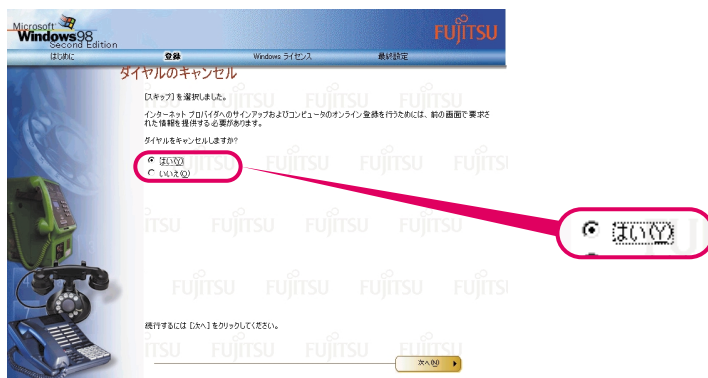 Microsoft
Windows98
Second Edition
FUJITSU
はじめに 登録 Windows ライセンス 最終設定
ダイヤルのキャンセル
[スキップ] を選択しました。
インターネット プロバイダへのサインアップおよびコンピュータのオンライン登録を行うためには、前の画面で要求さ
れた情報を提供する必要があります。
ダイヤルをキャンセルしますか?
はい(Y)
いいえ(O)
はい(Y)
続行するには [次へ] をクリックしてください。
次へ(N)